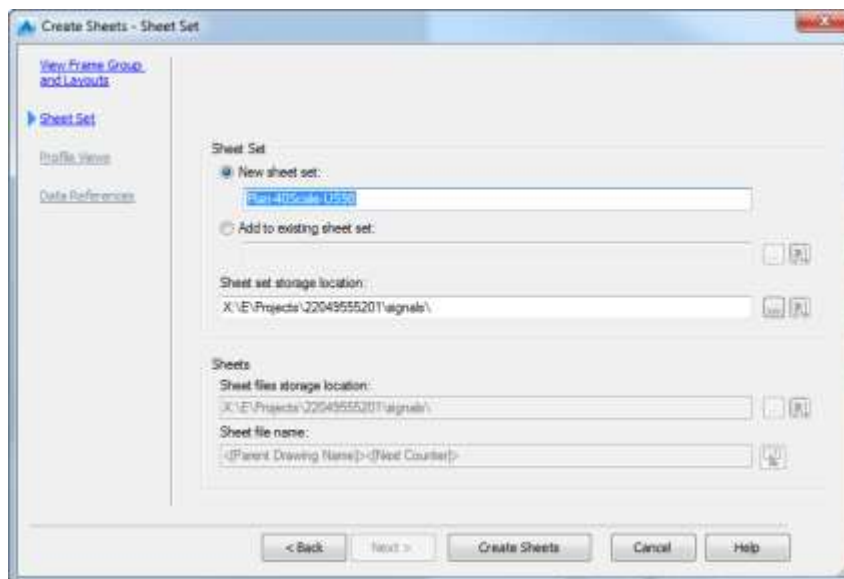 Create Sheets - Sheet Set
View Frame Group
and Layouts
Sheet Set
Profile Views
Data References
Sheet Set
New sheet set:
Plan-40Scale-US30
Add to existing sheet set:
Sheet set storage location:
X:\E\Projects\22049555201\signals\
Sheets
Sheet files storage location:
X:\E\Projects\22049555201\signals\
Sheet file name:
<[Parent Drawing Name]><[Next Counter]>
< Back
Next >
Create Sheets
Cancel
Help